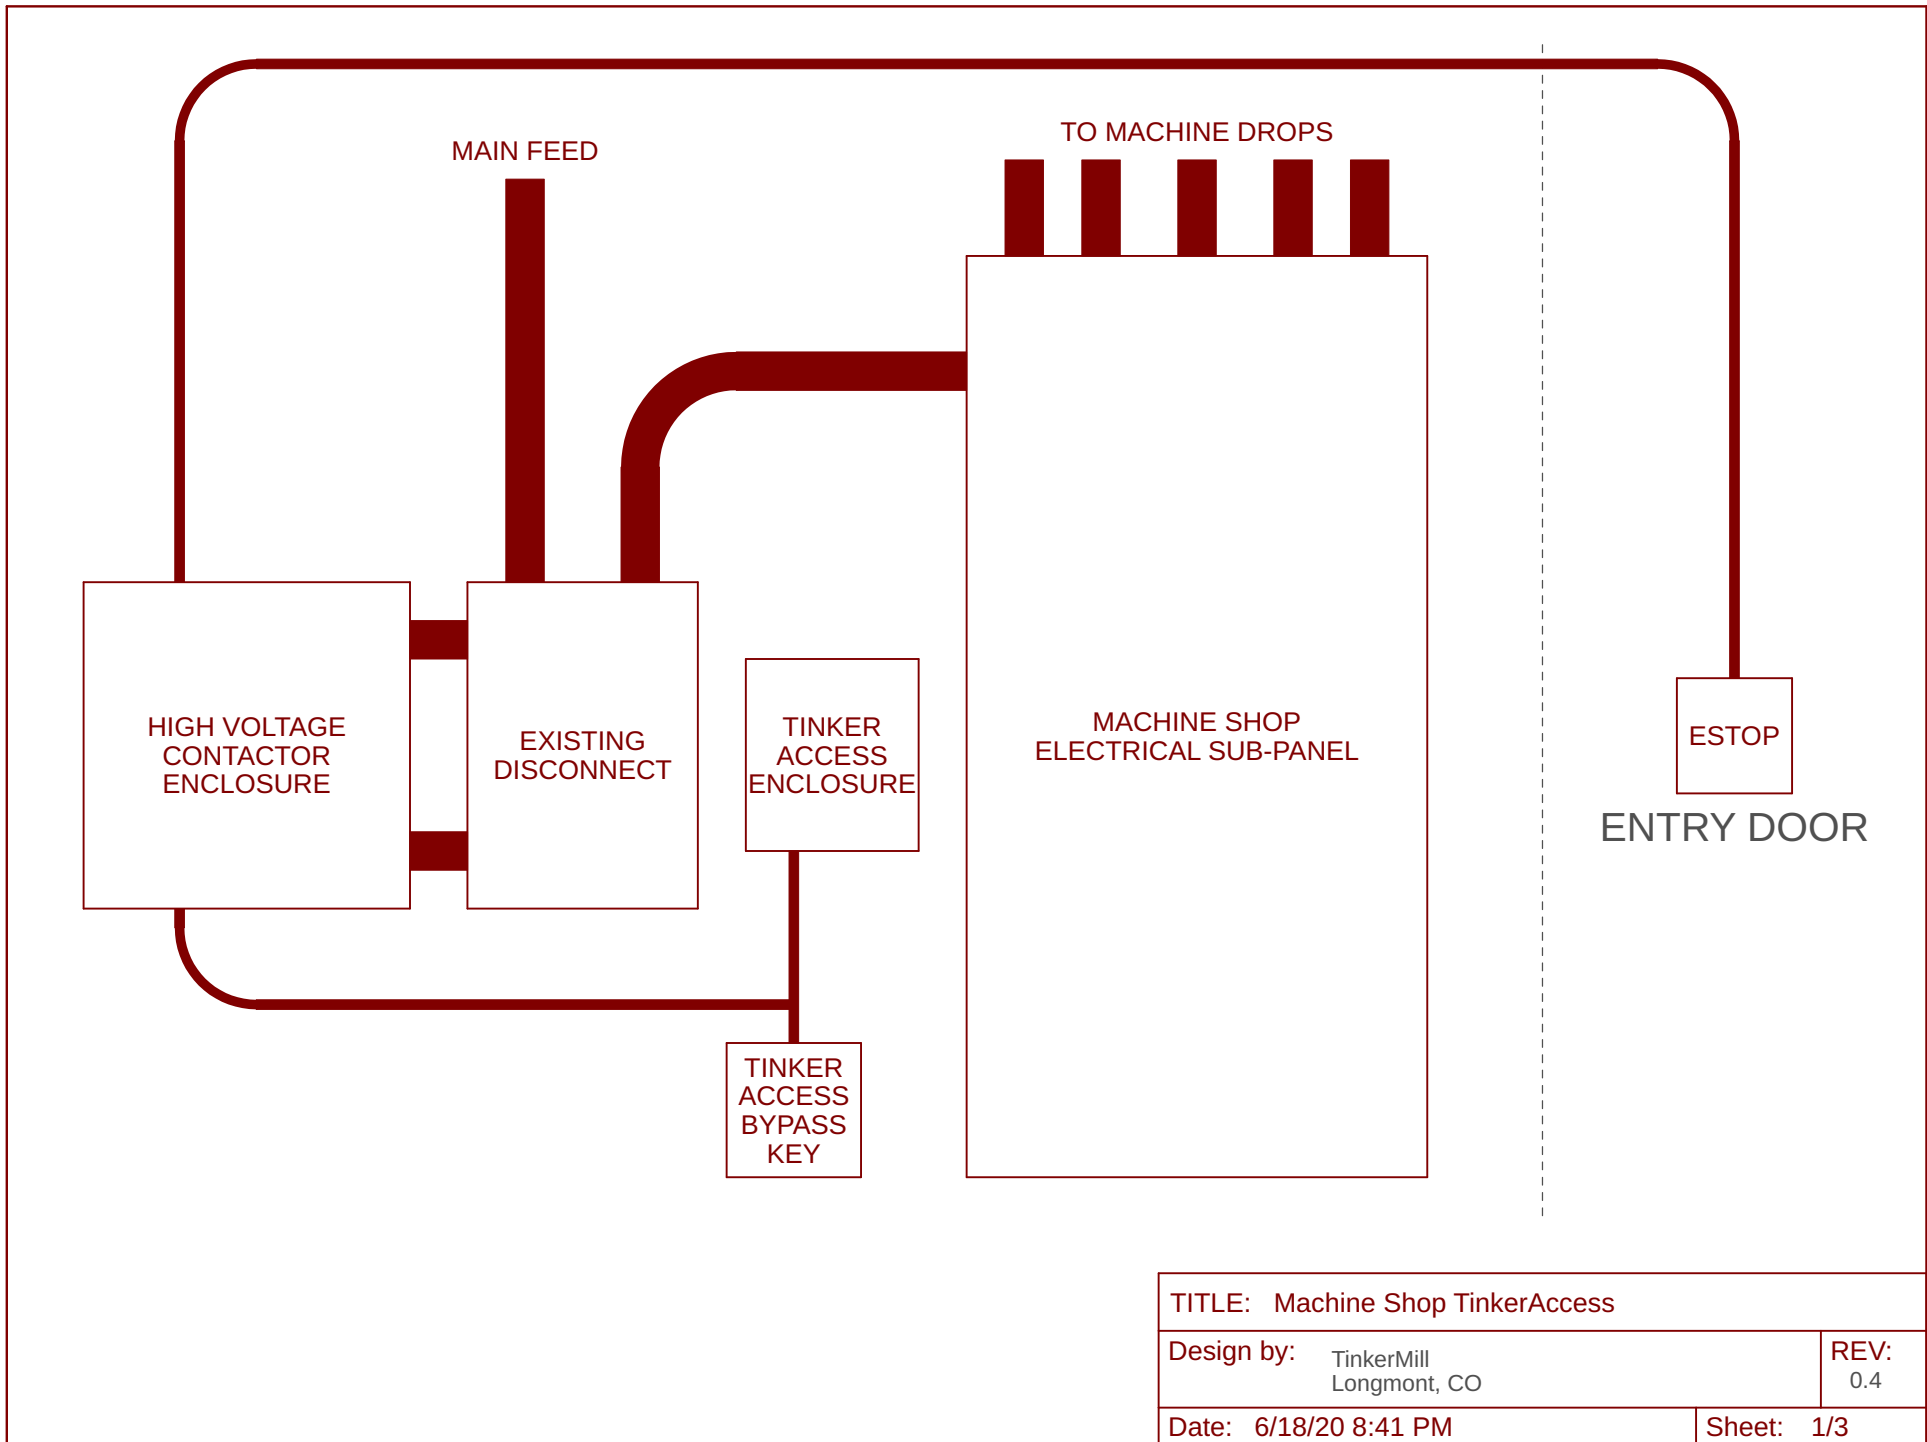 TO MACHINE DROPS
MAIN FEED
HIGH VOLTAGE
CONTACTOR
ENCLOSURE
EXISTING
DISCONNECT
TINKER
ACCESS
ENCLOSURE
MACHINE SHOP
ELECTRICAL SUB-PANEL
ESTOP
ENTRY DOOR
TINKER
ACCESS
BYPASS
KEY
TITLE: Machine Shop TinkerAccess
Design by: TinkerMill
Longmont, CO
REV:
0.4
Date: 6/18/20 8:41 PM
Sheet: 1/3